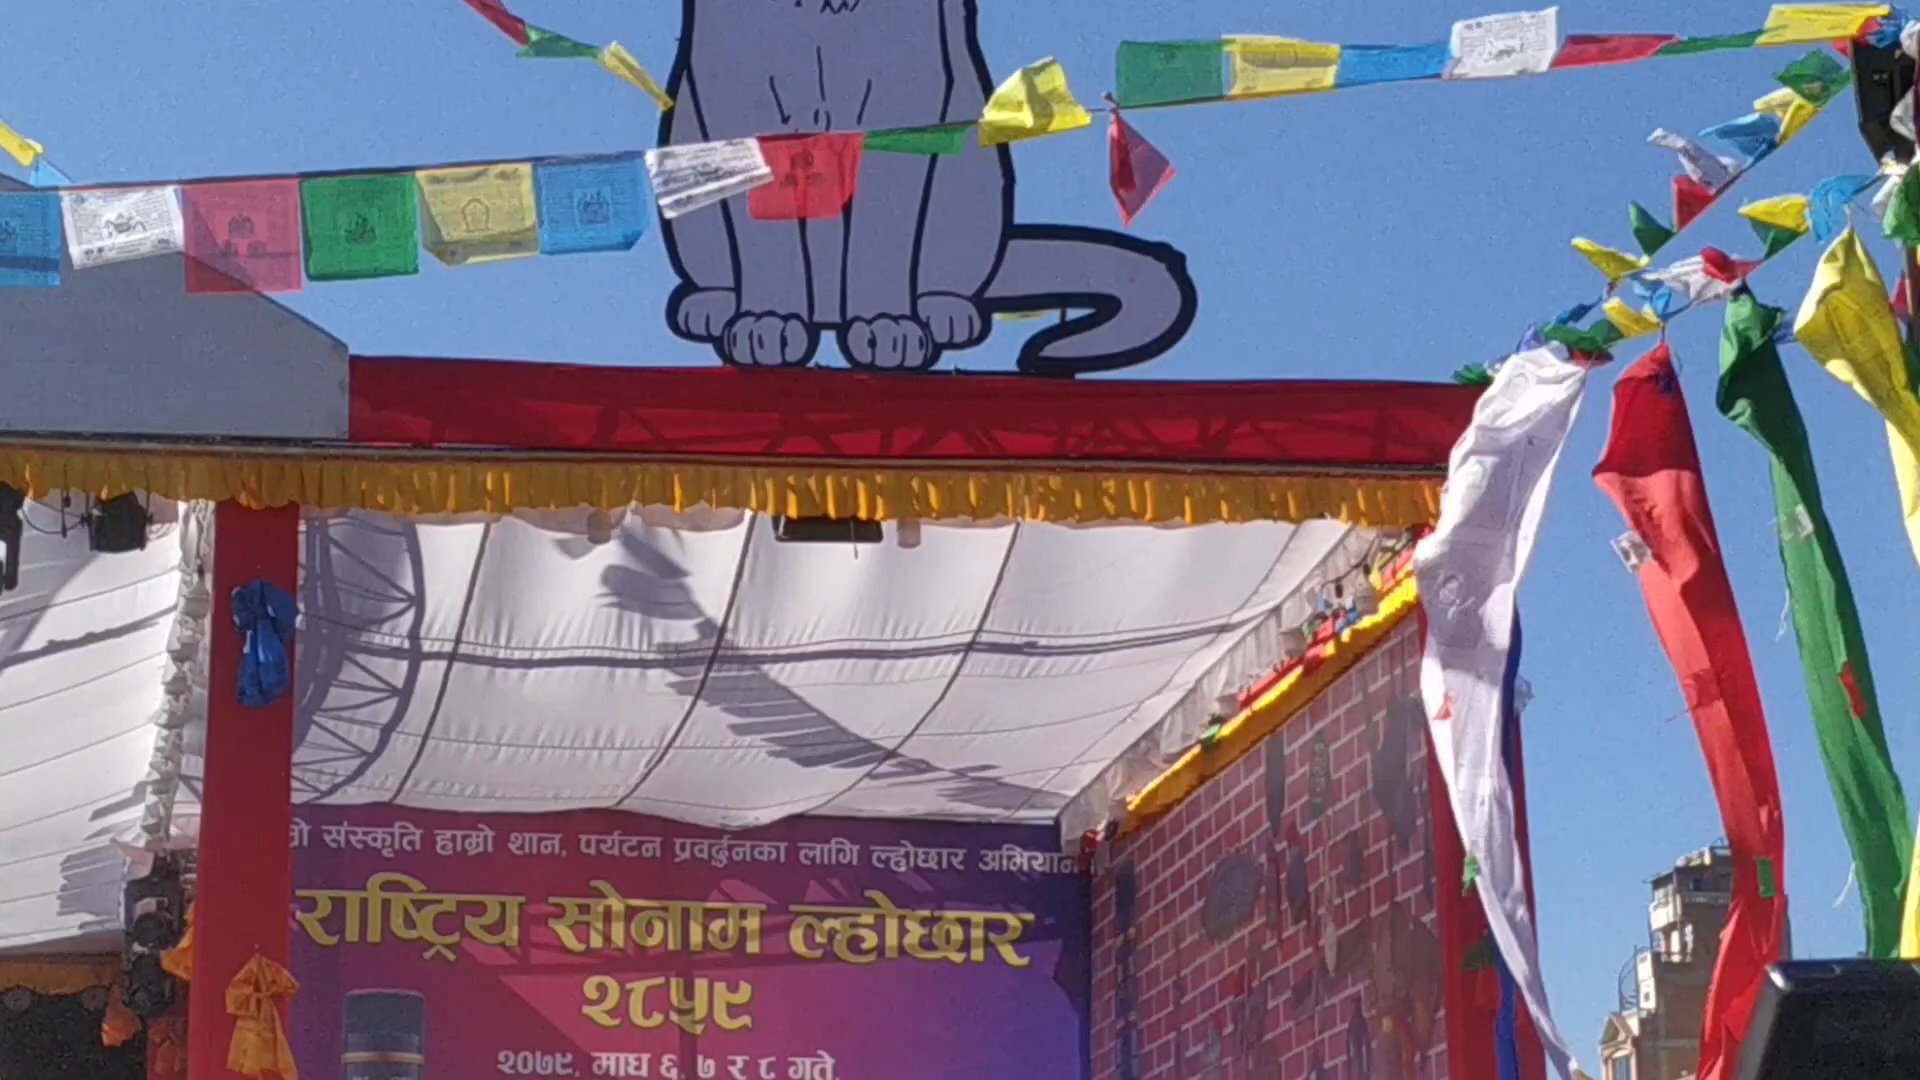 संस्कृति हाम्रो शान, पर्यटन प्रवर्द्धनका लागि ल्होछार अभियान
राष्ट्रिय सोनाम ल्होछार
२८५९
२०७९, माघ ६, ७ र ८ गते,